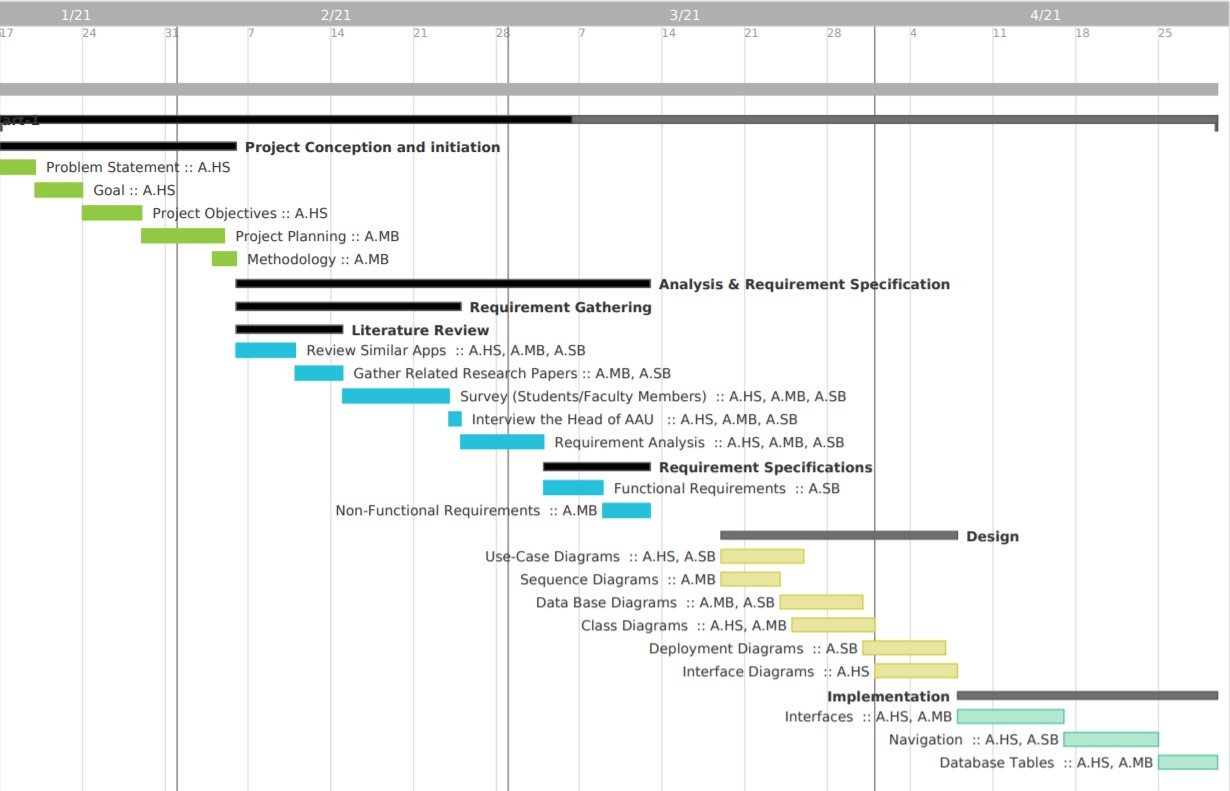 1/21 2/21 3/21 4/21
17 24 31 7 14 21 28 7 14 21 28 4 11 18 25
Project Conception and initiation
Problem Statement :: A.HS
Goal :: A.HS
Project Objectives :: A.HS
Project Planning :: A.MB
Methodology :: A.MB
Analysis & Requirement Specification
Requirement Gathering
Literature Review
Review Similar Apps :: A.HS, A.MB, A.SB
Gather Related Research Papers :: A.MB, A.SB
Survey (Students/Faculty Members) :: A.HS, A.MB, A.SB
Interview the Head of AAU :: A.HS, A.MB, A.SB
Requirement Analysis :: A.HS, A.MB, A.SB
Requirement Specifications
Functional Requirements :: A.SB
Non-Functional Requirements :: A.MB
Design
Use-Case Diagrams :: A.HS, A.SB
Sequence Diagrams :: A.MB
Data Base Diagrams :: A.MB, A.SB
Class Diagrams :: A.HS, A.MB
Deployment Diagrams :: A.SB
Interface Diagrams :: A.HS
Implementation
Interfaces :: A.HS, A.MB
Navigation :: A.HS, A.SB
Database Tables :: A.HS, A.MB